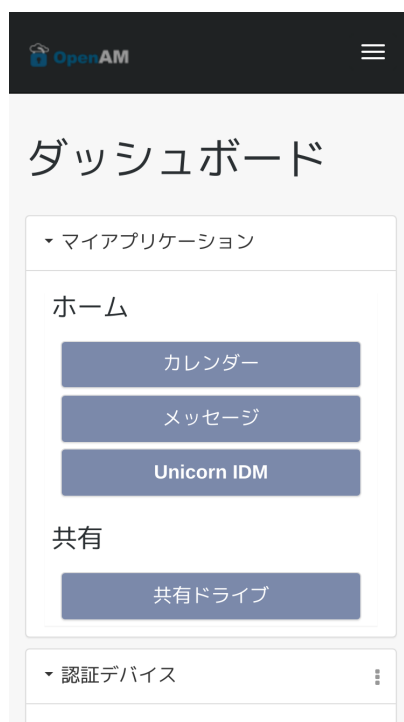 OpenAM
ダッシュボード
マイアプリケーション
ホーム
カレンダー
メッセージ
Unicorn IDM
共有
共有ドライブ
認証デバイス